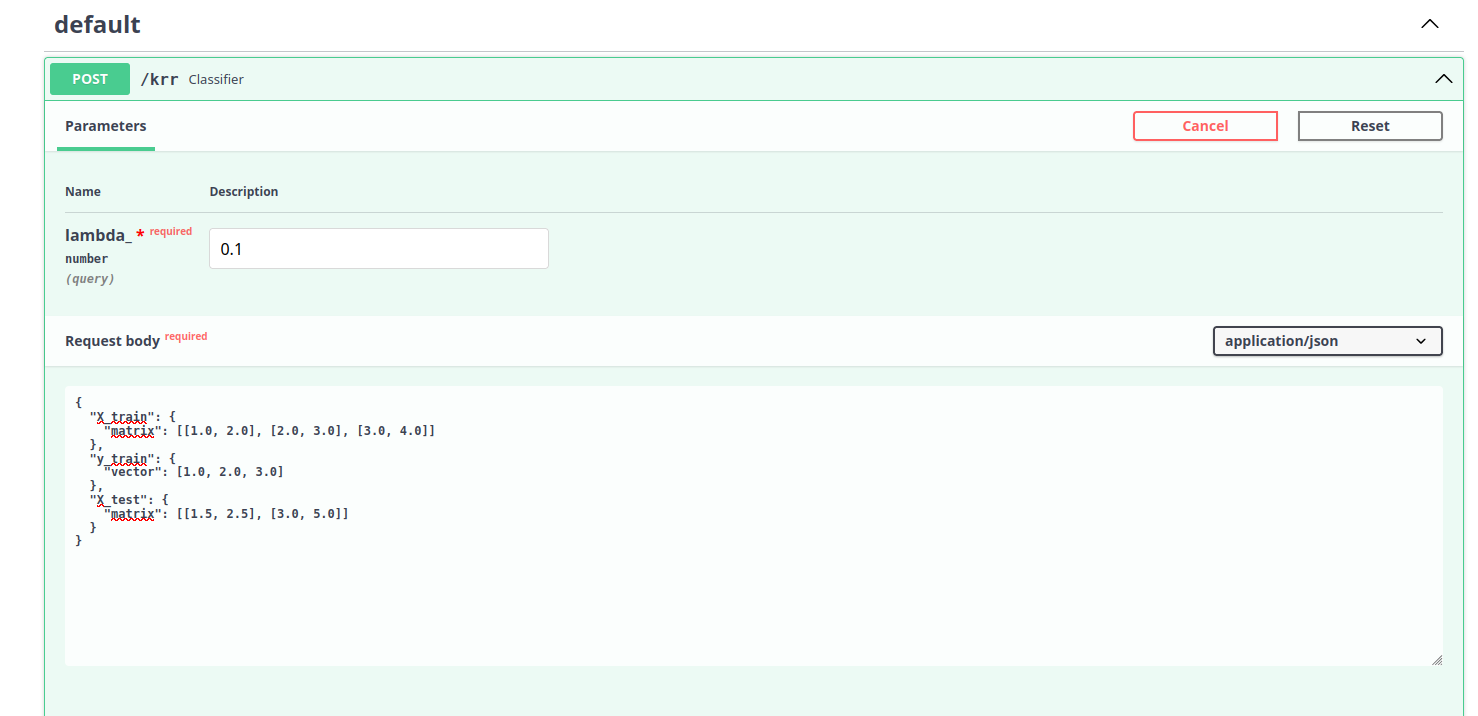 default
POST /krr Classifier
Parameters Cancel Reset
Name Description
lambda_ * required
0.1
number
(query)
Request body required application/json
{
  "X_train": {
    "matrix": [[1.0, 2.0], [2.0, 3.0], [3.0, 4.0]]
  },
  "y_train": {
    "vector": [1.0, 2.0, 3.0]
  },
  "X_test": {
    "matrix": [[1.5, 2.5], [3.0, 5.0]]
  }
}